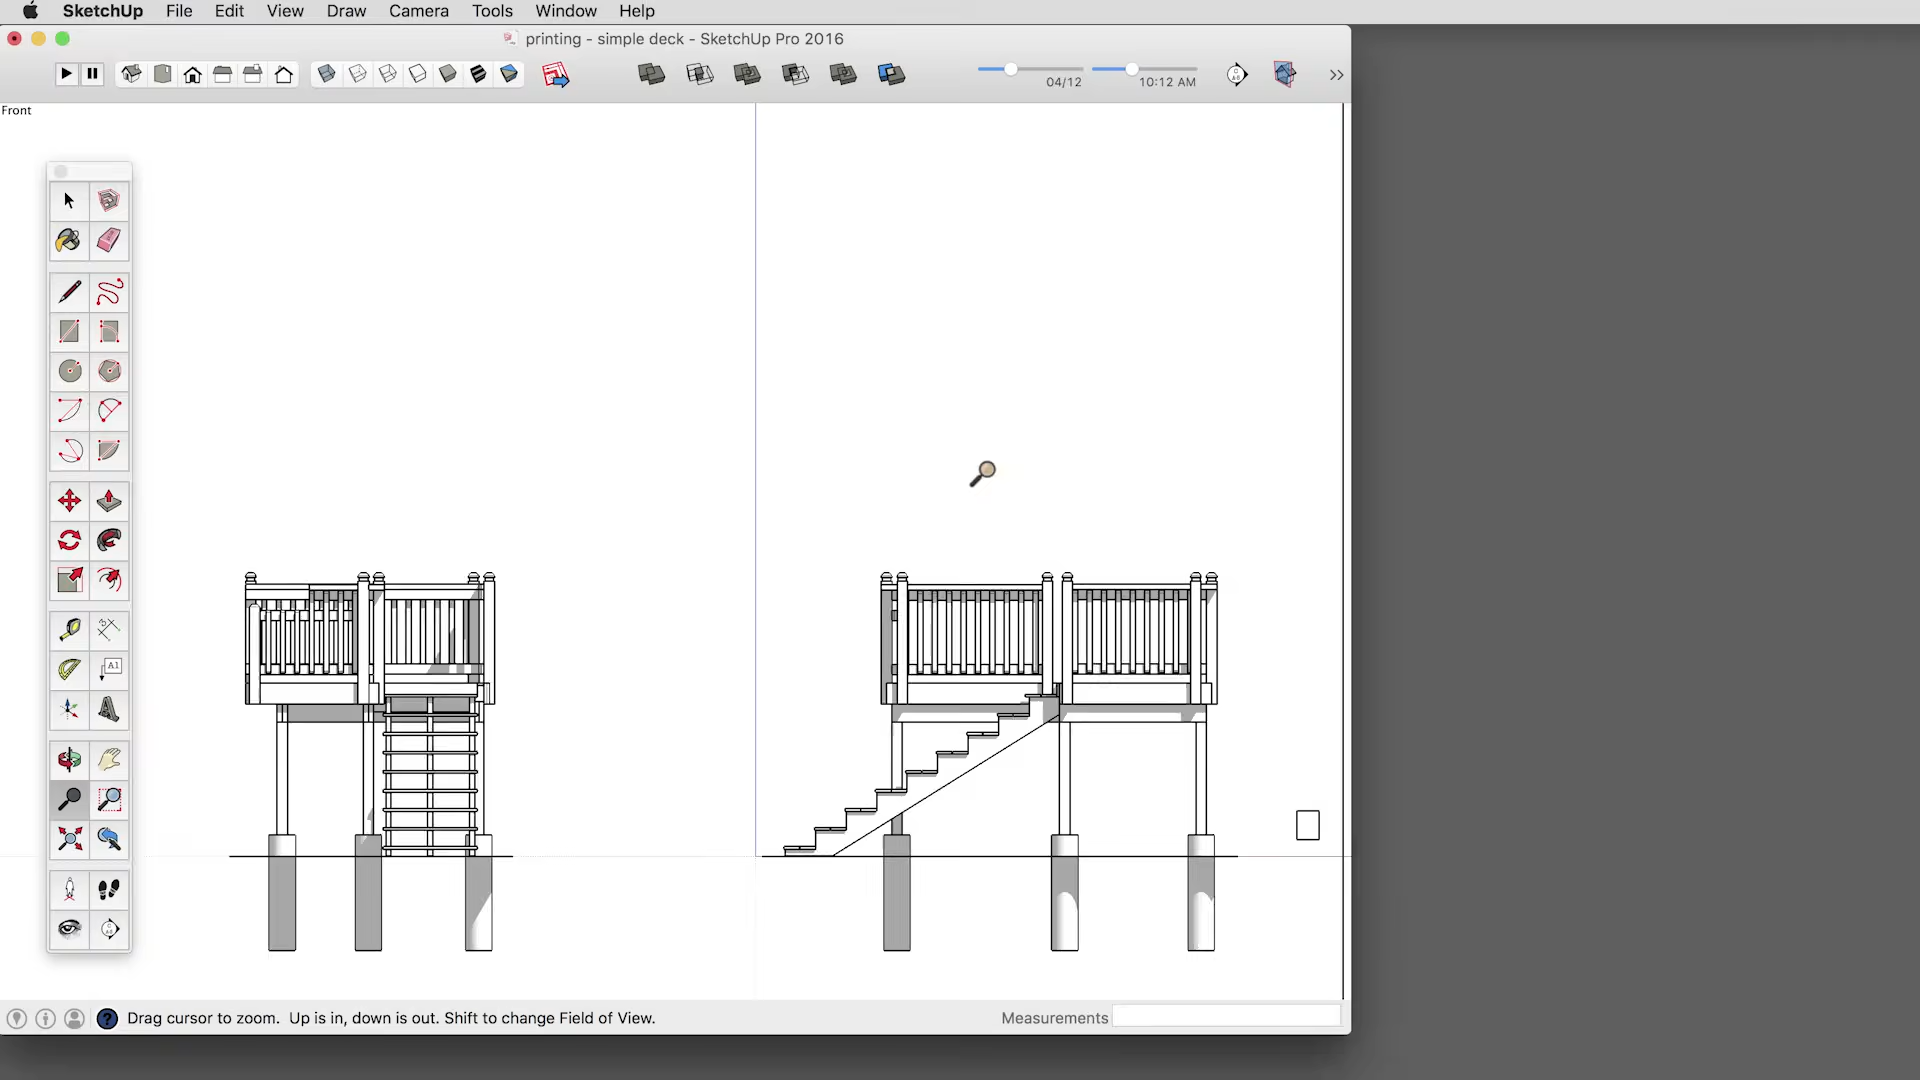 SketchUp File Edit View Draw Camera Tools Window Help
printing - simple deck - SketchUp Pro 2016
04/12 10:12 AM
Front
A1
Drag cursor to zoom. Up is in, down is out. Shift to change Field of View.
Measurements